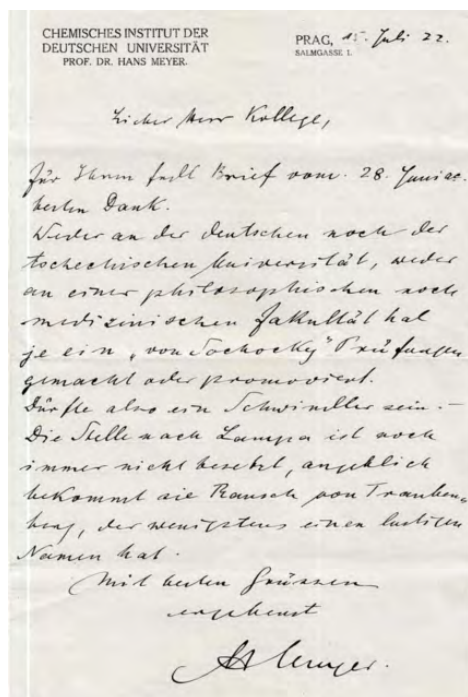 CHEMISCHES INSTITUT DER
DEUTSCHEN UNIVERSITÄT
PROF. DR. HANS MEYER.
PRAG, 15. Juli 22.
SALMGASSE 1.
Lieber Herr Kollege,
Für Ihren frdl Brief vom 28. Juni
besten Dank.
Weder an der deutschen noch der
tschechischen Universität, weder
an einer philosophischen noch
medizinischen Fakultät hat
je ein „von Sochocky" Prüfungen
gemacht oder promoviert.
Dürfte also ein Schwindler sein. —
Die Stelle nach Lampa ist noch
immer nicht besetzt, angeblich
bekommt sie Rausch von Trauben-
berg, der wenigstens einen lustigen
Namen hat.
Mit besten Grüssen
ergebenst
HMeyer.